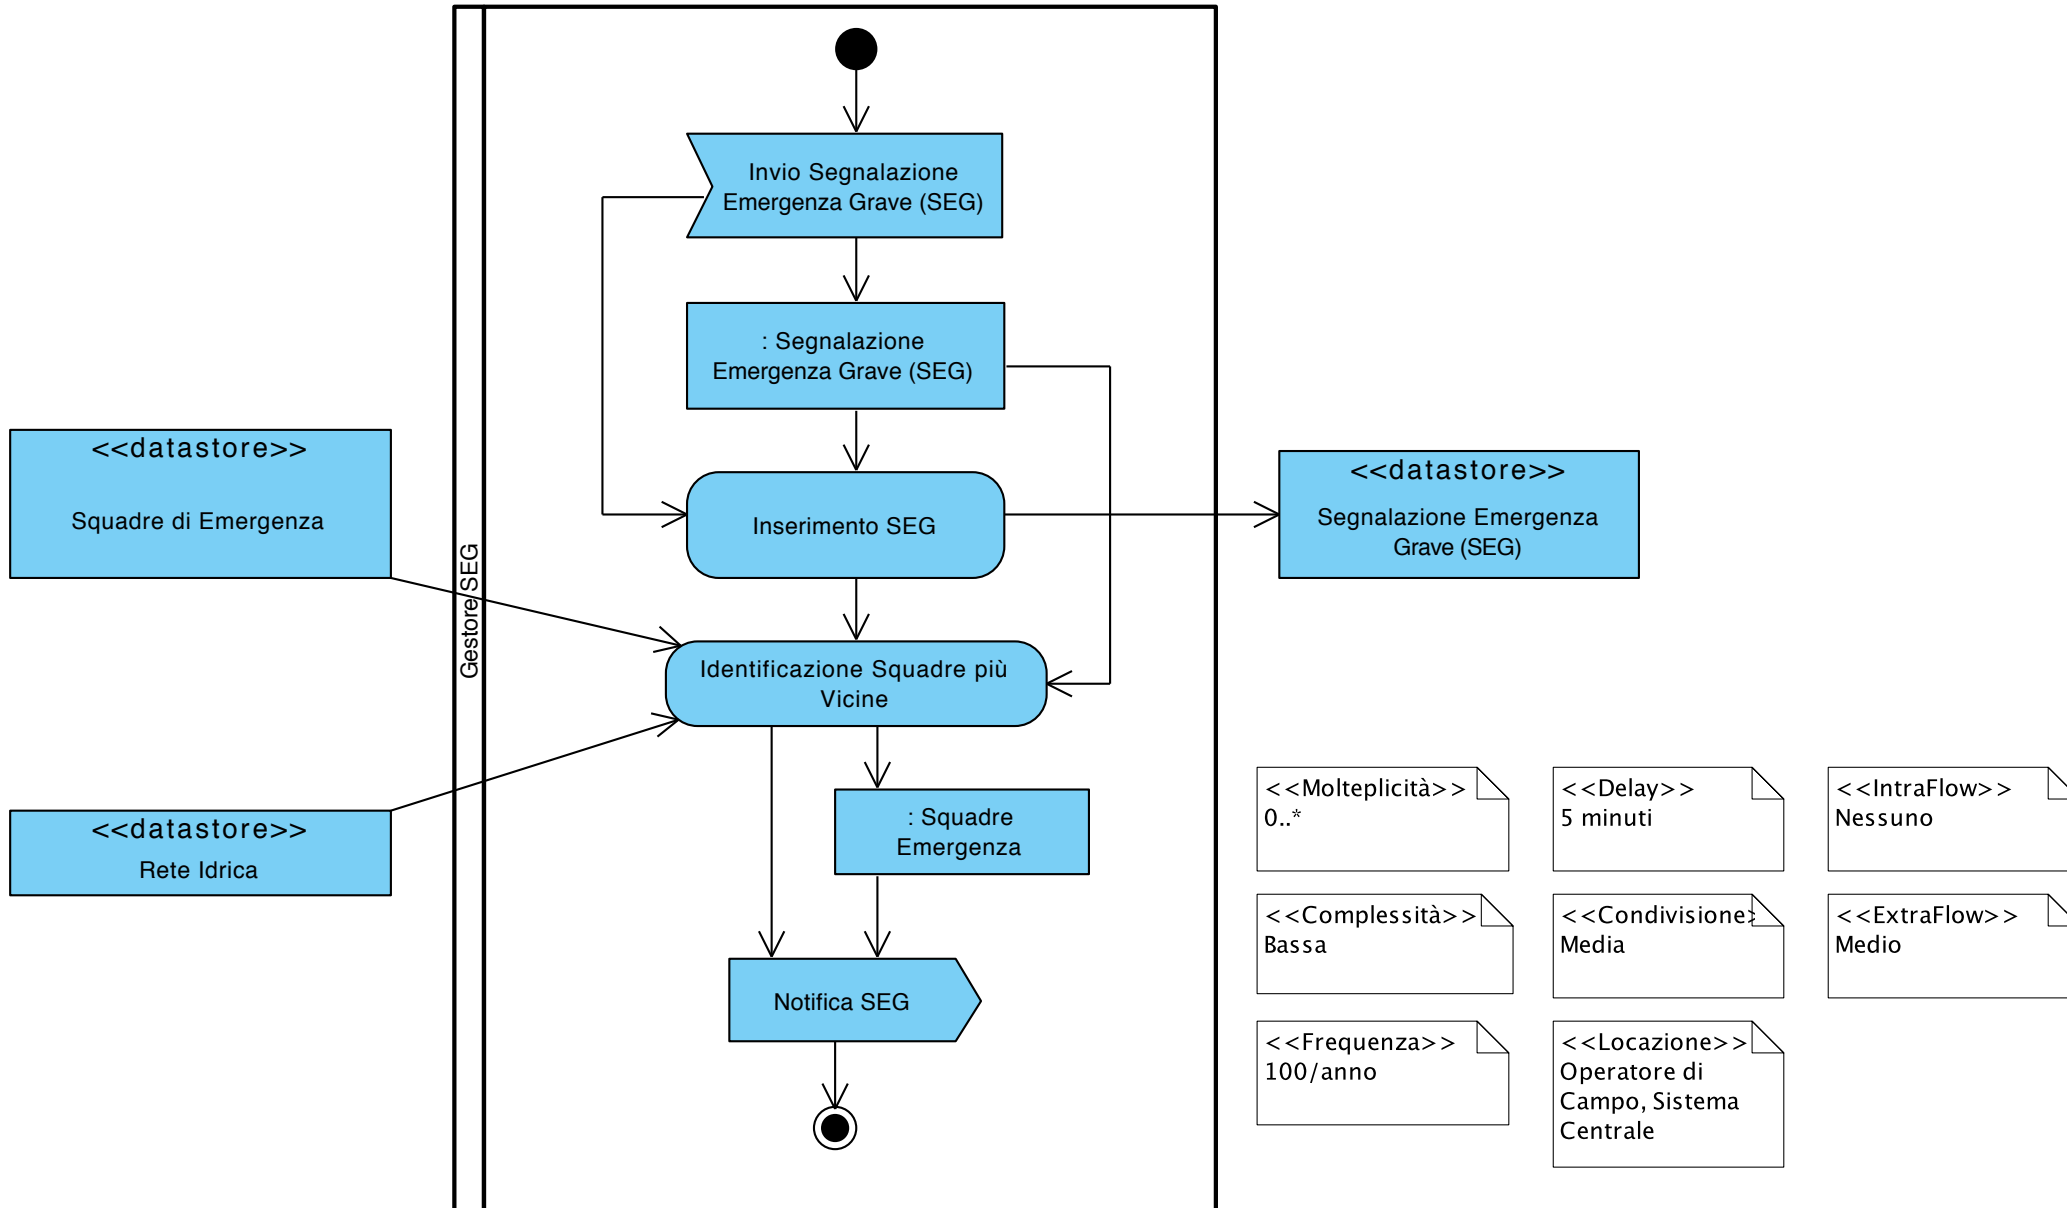 Invio Segnalazione
Emergenza Grave (SEG)
: Segnalazione
Emergenza Grave (SEG)
<<datastore>>
Squadre di Emergenza
Inserimento SEG
<<datastore>>
Segnalazione Emergenza
Grave (SEG)
Gestore SEG
Identificazione Squadre più
Vicine
<<datastore>>
Rete Idrica
: Squadre
Emergenza
Notifica SEG
<<Molteplicità>>
0..*
<<Delay>>
5 minuti
<<IntraFlow>>
Nessuno
<<Complessità>>
Bassa
<<Condivisione>
Media
<<ExtraFlow>>
Medio
<<Frequenza>>
100/anno
<<Locazione>>
Operatore di
Campo, Sistema
Centrale